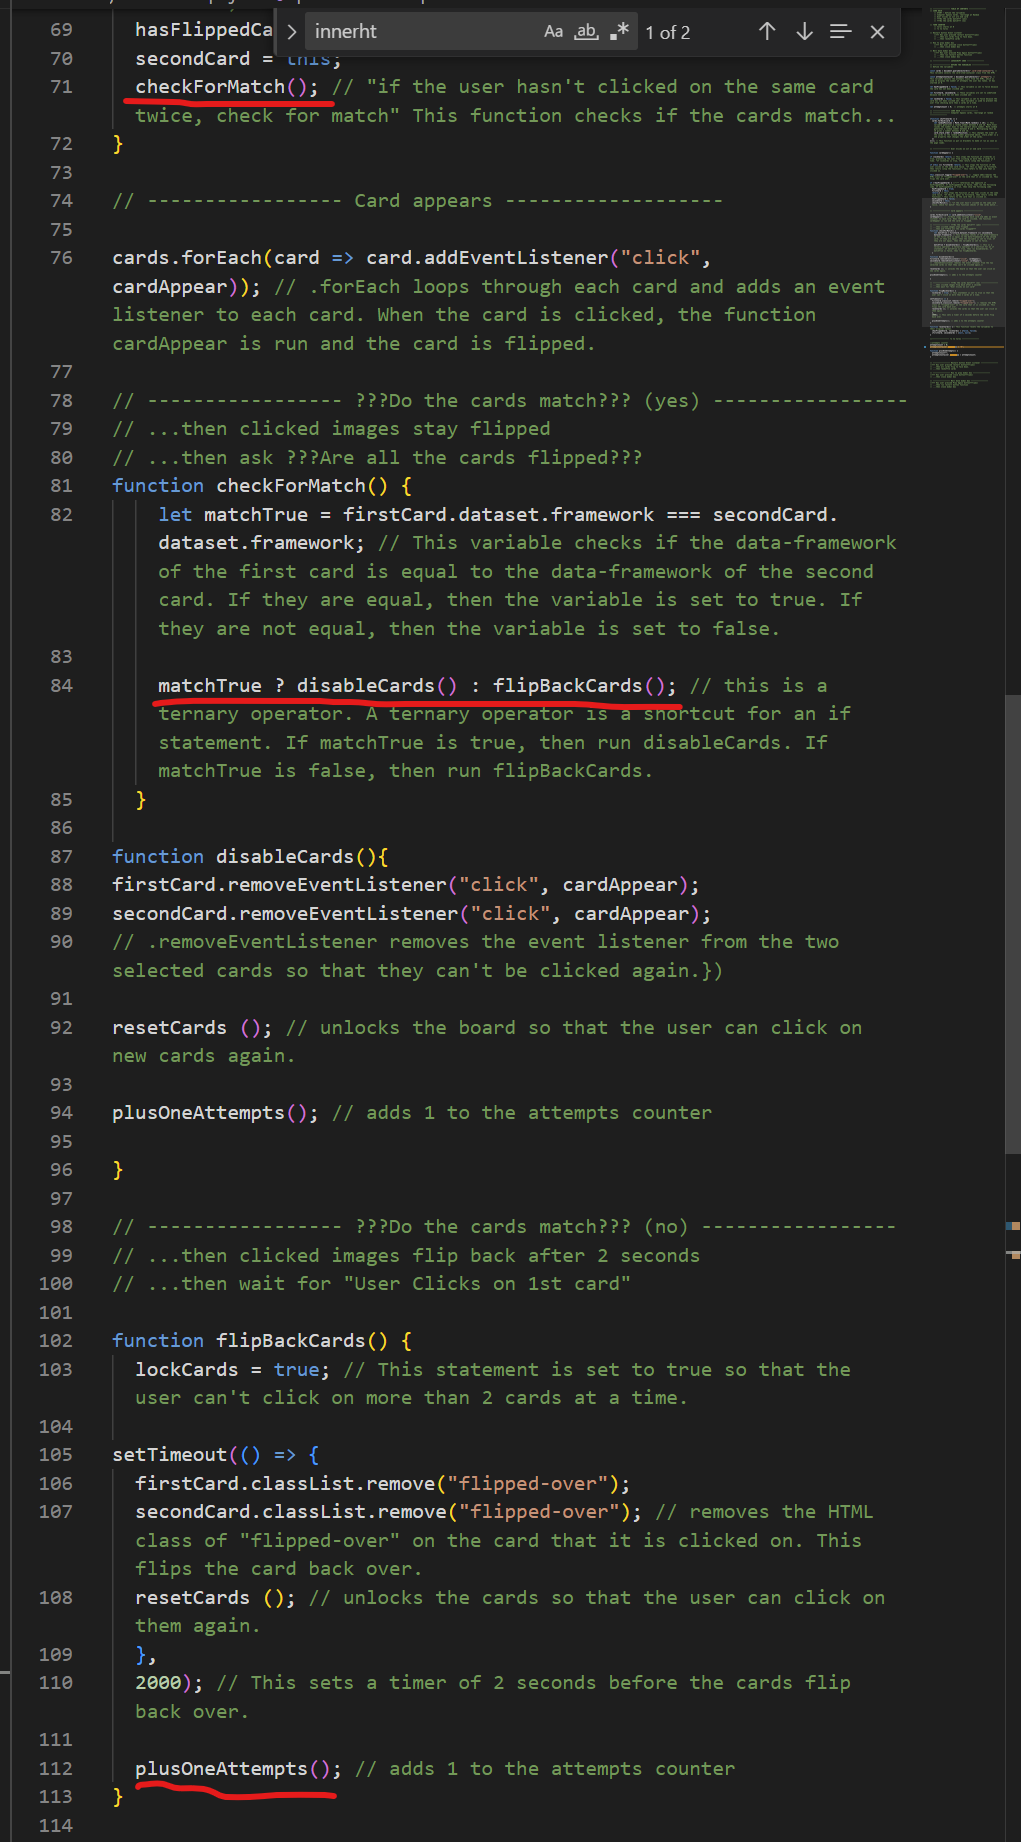 innerht
Aa ab .* 1 of 2
69 hasFlippedCa
70 secondCard = this;
71 checkForMatch(); // "if the user hasn't clicked on the same card
twice, check for match" This function checks if the cards match...
72 }
73
74 // ----------------- Card appears -------------------
75
76 cards.forEach(card => card.addEventListener("click",
cardAppear)); // .forEach loops through each card and adds an event
listener to each card. When the card is clicked, the function
cardAppear is run and the card is flipped.
77
78 // ----------------- ???Do the cards match??? (yes) -----------------
79 // ...then clicked images stay flipped
80 // ...then ask ???Are all the cards flipped???
81 function checkForMatch() {
82 let matchTrue = firstCard.dataset.framework === secondCard.
dataset.framework; // This variable checks if the data-framework
of the first card is equal to the data-framework of the second
card. If they are equal, then the variable is set to true. If
they are not equal, then the variable is set to false.
83
84 matchTrue ? disableCards() : flipBackCards(); // this is a
ternary operator. A ternary operator is a shortcut for an if
statement. If matchTrue is true, then run disableCards. If
matchTrue is false, then run flipBackCards.
85 }
86
87 function disableCards(){
88 firstCard.removeEventListener("click", cardAppear);
89 secondCard.removeEventListener("click", cardAppear);
90 // .removeEventListener removes the event listener from the two
selected cards so that they can't be clicked again.})
91
92 resetCards (); // unlocks the board so that the user can click on
new cards again.
93
94 plusOneAttempts(); // adds 1 to the attempts counter
95
96 }
97
98 // ----------------- ???Do the cards match??? (no) -----------------
99 // ...then clicked images flip back after 2 seconds
100 // ...then wait for "User Clicks on 1st card"
101
102 function flipBackCards() {
103 lockCards = true; // This statement is set to true so that the
user can't click on more than 2 cards at a time.
104
105 setTimeout(() => {
106 firstCard.classList.remove("flipped-over");
107 secondCard.classList.remove("flipped-over"); // removes the HTML
class of "flipped-over" on the card that it is clicked on. This
flips the card back over.
108 resetCards (); // unlocks the cards so that the user can click on
them again.
109 },
110 2000); // This sets a timer of 2 seconds before the cards flip
back over.
111
112 plusOneAttempts(); // adds 1 to the attempts counter
113 }
114